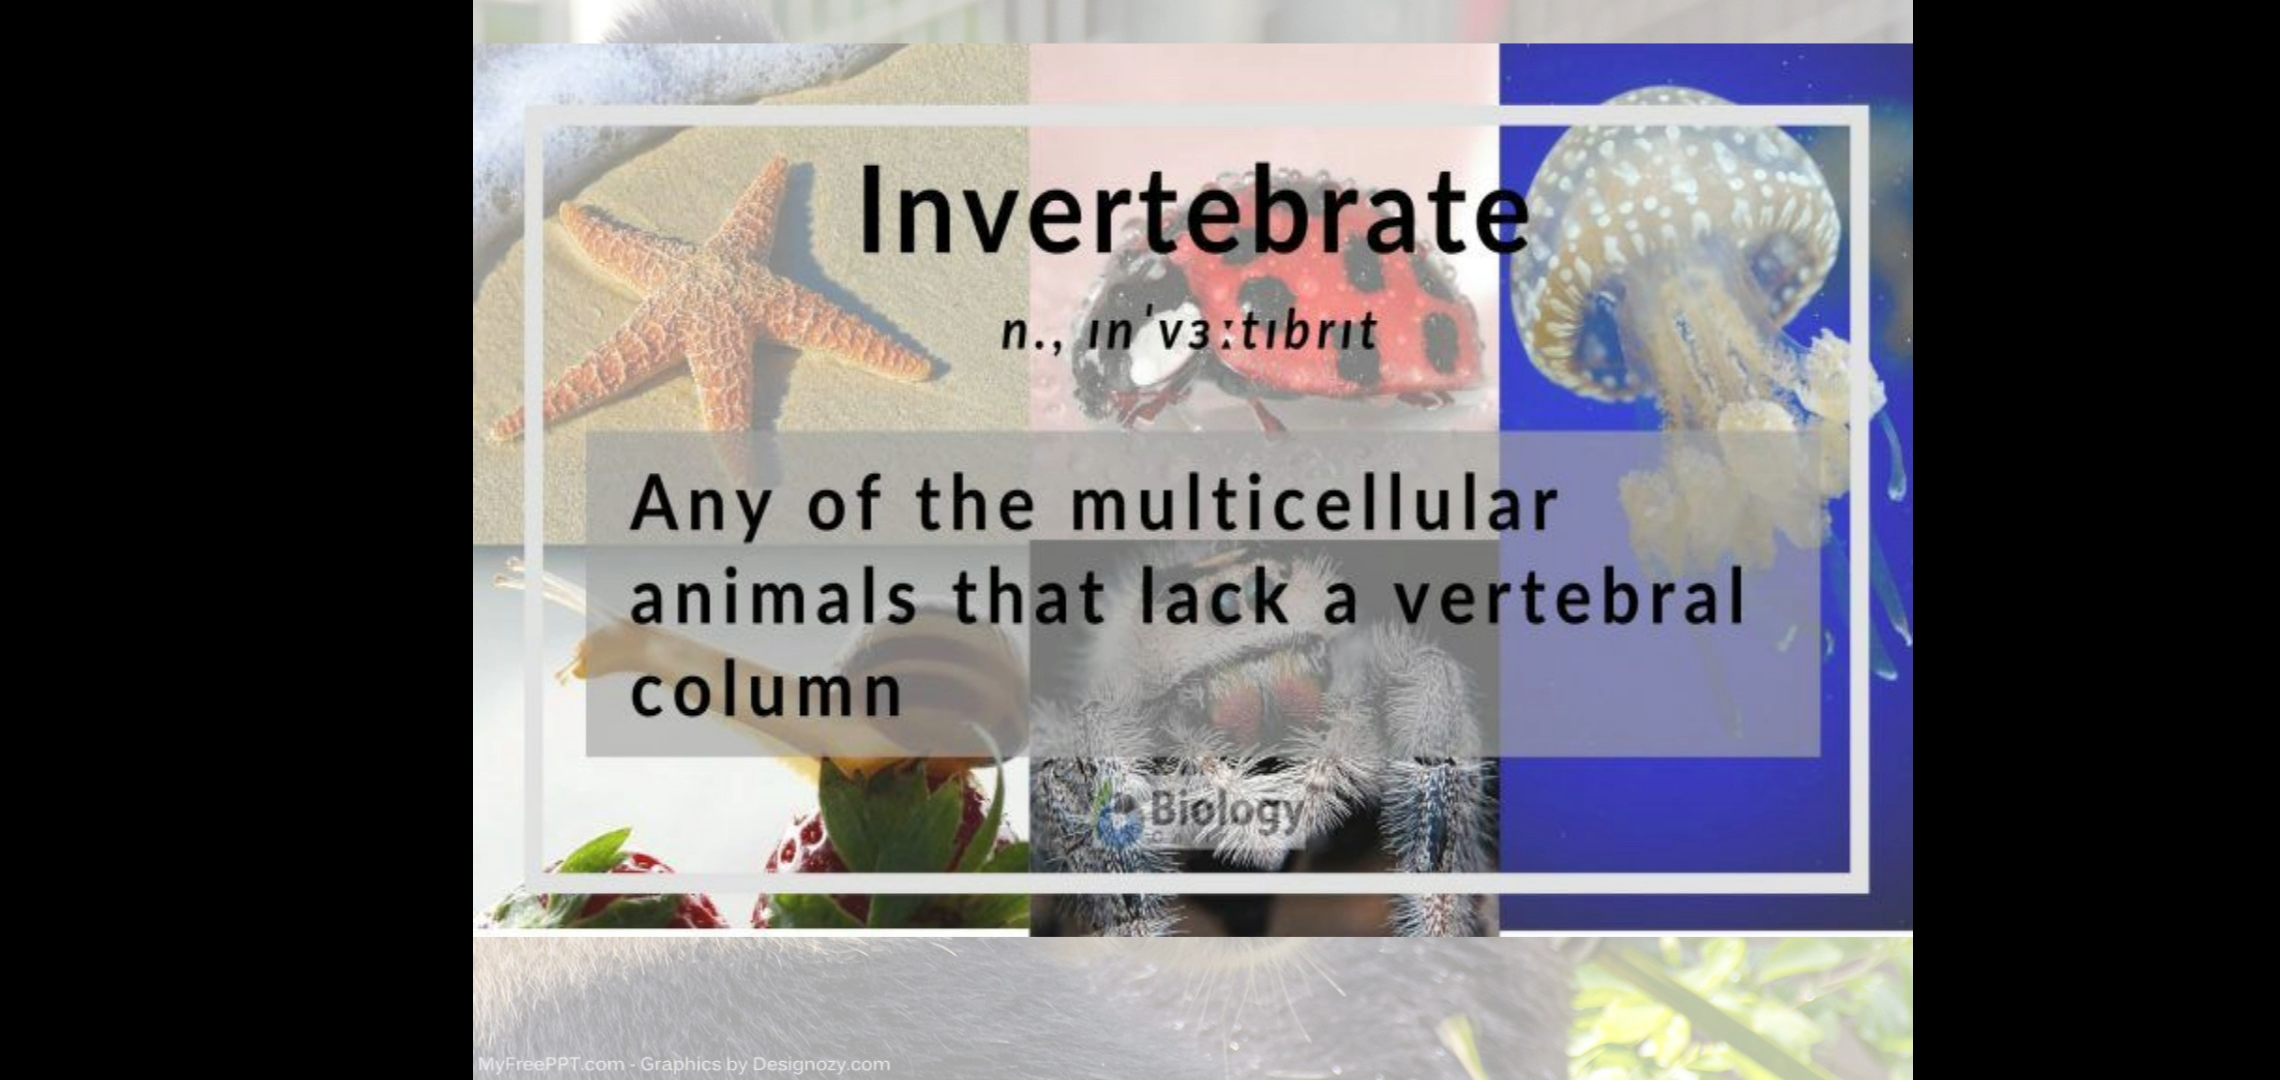 Invertebrate
n., ɪnˈvɜːtɪbrɪt
Any of the multicellular
animals that lack a vertebral
column
Biology
MyFreePPT.com - Graphics by Designozy.com